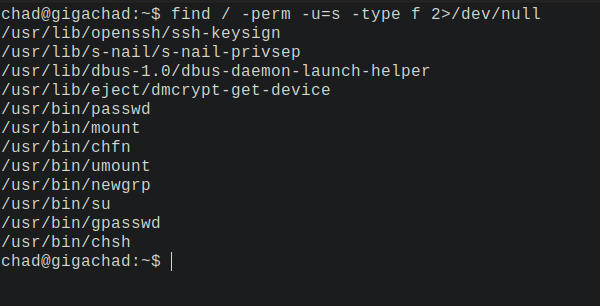 chad@gigachad:~$ find / -perm -u=s -type f 2>/dev/null
/usr/lib/openssh/ssh-keysign
/usr/lib/s-nail/s-nail-privsep
/usr/lib/dbus-1.0/dbus-daemon-launch-helper
/usr/lib/eject/dmcrypt-get-device
/usr/bin/passwd
/usr/bin/mount
/usr/bin/chfn
/usr/bin/umount
/usr/bin/newgrp
/usr/bin/su
/usr/bin/gpasswd
/usr/bin/chsh
chad@gigachad:~$